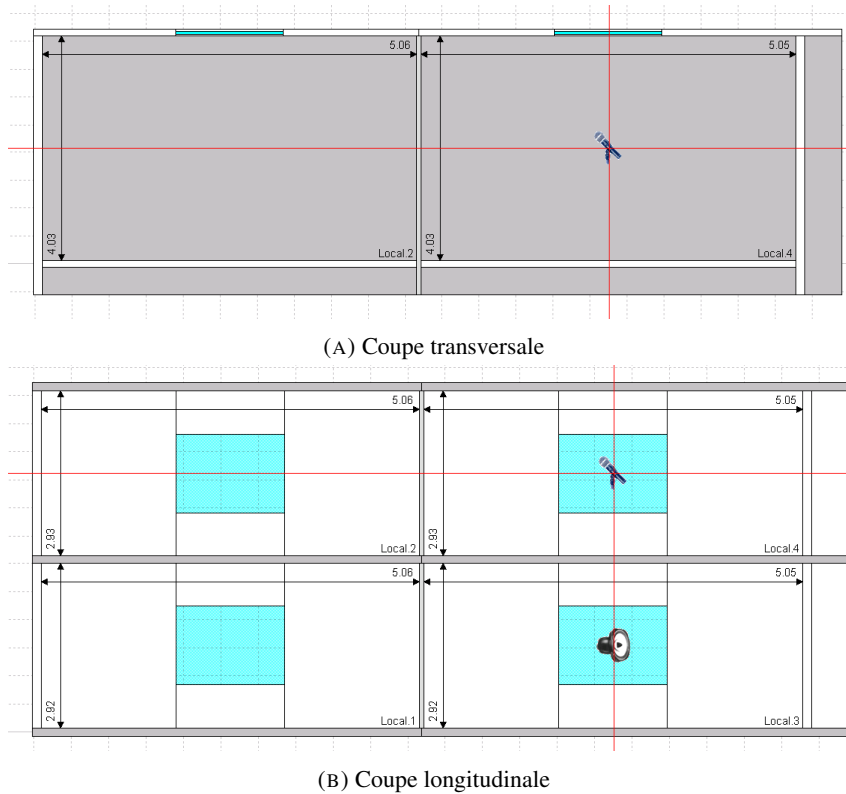 5.06 5.05
4.03 4.03
Local.2 Local.4
(A) Coupe transversale
5.06 5.05
2.93 2.93
Local.2 Local.4
5.06 5.05
2.92 2.92
Local.1 Local.3
(B) Coupe longitudinale